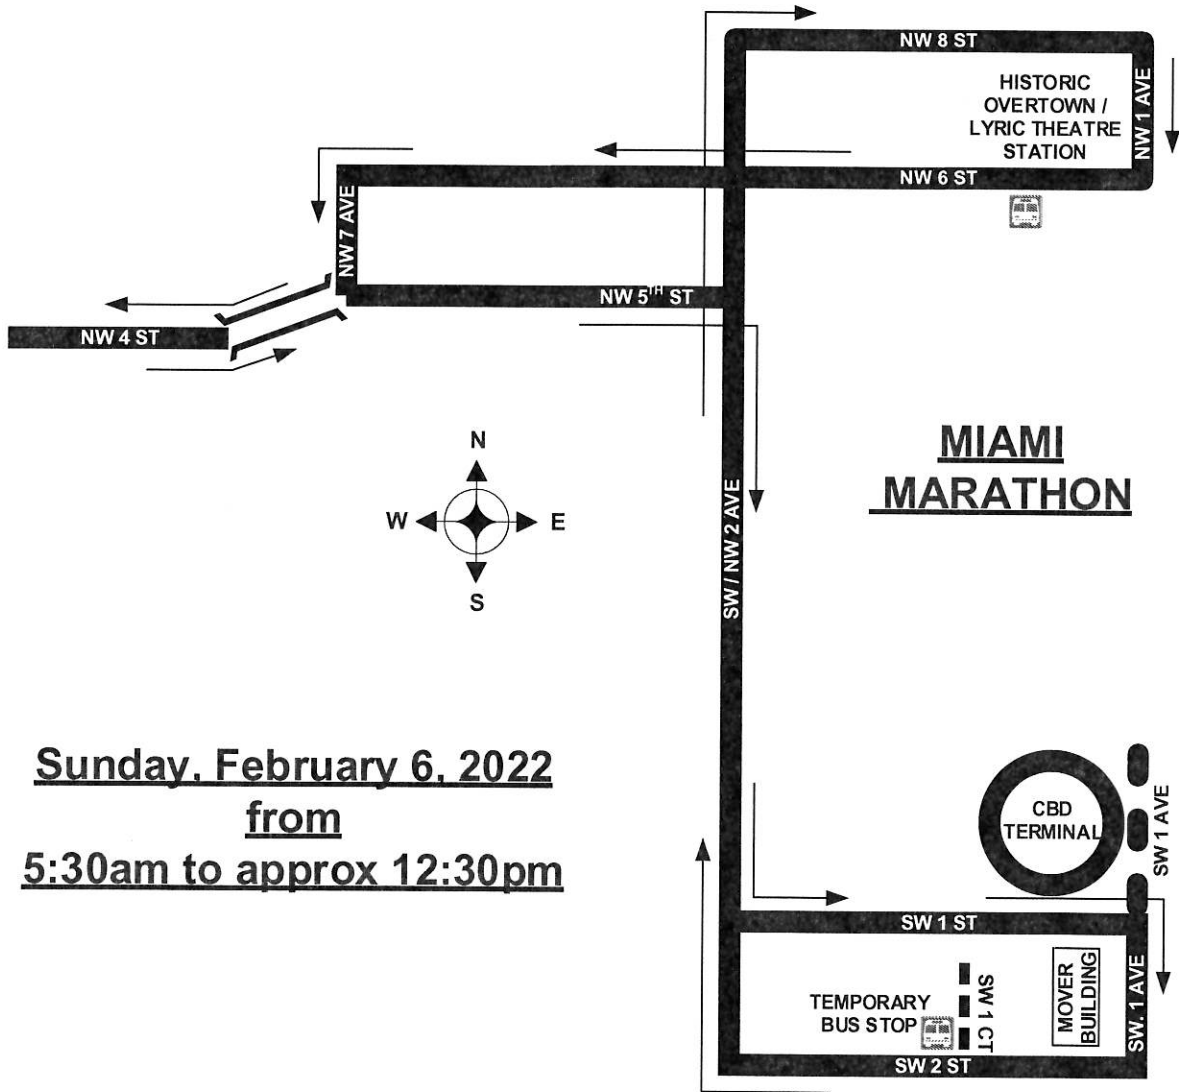 NW 8 ST
HISTORIC
OVERTOWN /
LYRIC THEATRE
STATION
NW 1 AVE
NW 6 ST
NW 7 AVE
NW 5TH ST
NW 4 ST
MIAMI
MARATHON
N
W
E
S
SW / NW 2 AVE
Sunday, February 6, 2022
from
5:30am to approx 12:30pm
CBD
TERMINAL
SW 1 AVE
SW 1 ST
TEMPORARY
BUS STOP
SW 1 CT
MOVER
BUILDING
SW. 1 AVE
SW 2 ST